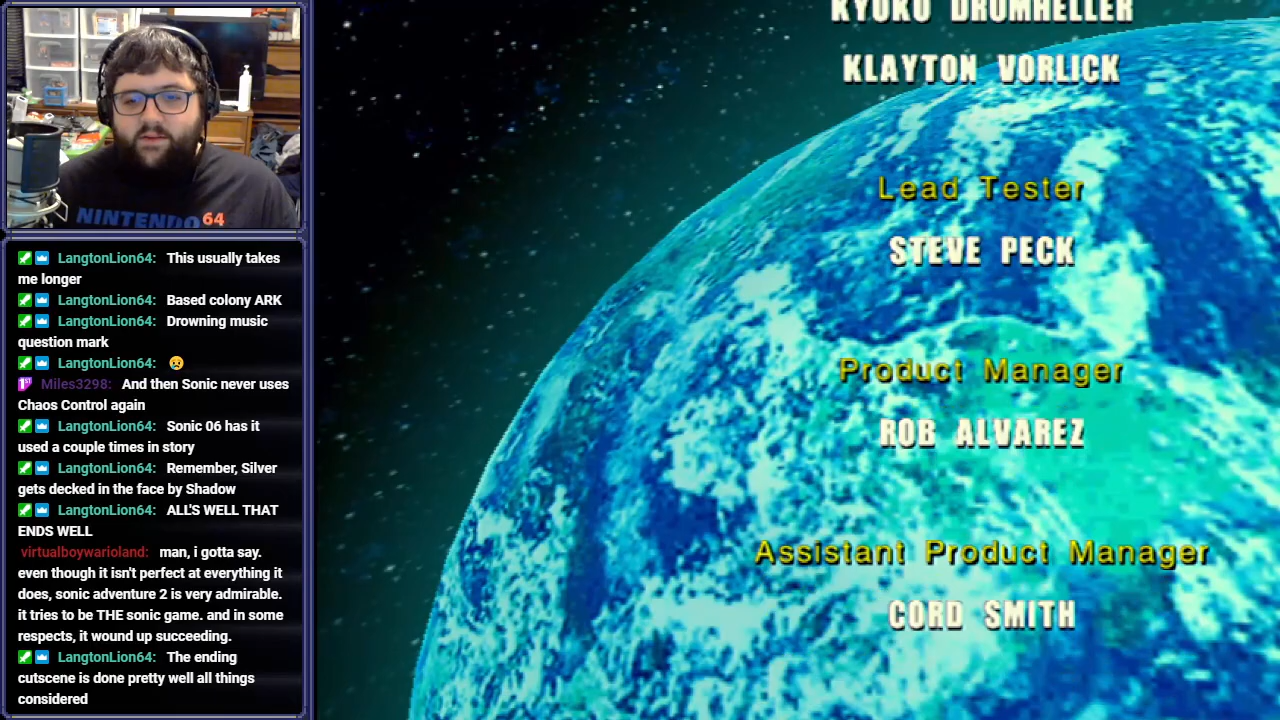 NINTENDO 64
LangtonLion64: This usually takes
me longer
LangtonLion64: Based colony ARK
LangtonLion64: Drowning music
question mark
LangtonLion64: 😢
1ST Miles3298: And then Sonic never uses
Chaos Control again
LangtonLion64: Sonic 06 has it
used a couple times in story
LangtonLion64: Remember, Silver
gets decked in the face by Shadow
LangtonLion64: ALL'S WELL THAT
ENDS WELL
virtualboywarioland: man, i gotta say.
even though it isn't perfect at everything it
does, sonic adventure 2 is very admirable.
it tries to be THE sonic game. and in some
respects, it wound up succeeding.
LangtonLion64: The ending
cutscene is done pretty well all things
considered
KYOKO DRUMHELLER
KLAYTON VORLICK
Lead Tester
STEVE PECK
Product Manager
ROB ALVAREZ
Assistant Product Manager
CORD SMITH